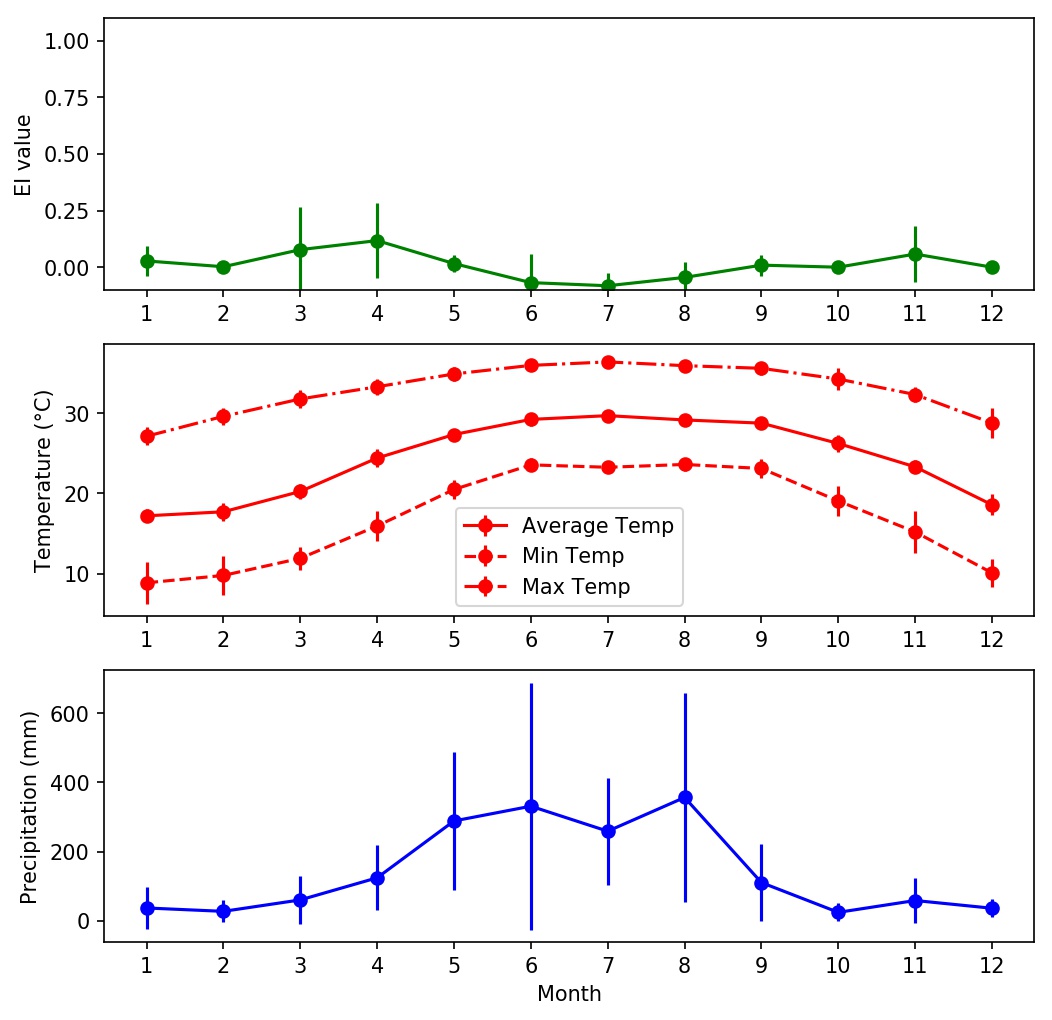 1.00
0.75
0.50
0.25
0.00
EI value
1 2 3 4 5 6 7 8 9 10 11 12
30
20
10
Temperature (°C)
Average Temp
Min Temp
Max Temp
1 2 3 4 5 6 7 8 9 10 11 12
600
400
200
0
Precipitation (mm)
1 2 3 4 5 6 7 8 9 10 11 12
Month